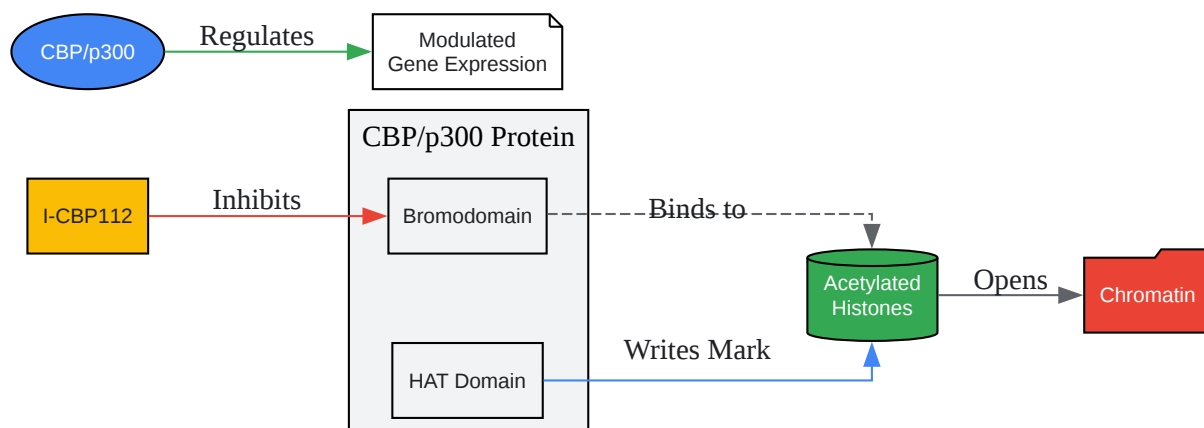 CBP/p300
Regulates
Modulated
Gene Expression
CBP/p300 Protein
I-CBP112
Inhibits
Bromodomain
Binds to
Acetylated
Histones
Opens
Chromatin
Writes Mark
HAT Domain